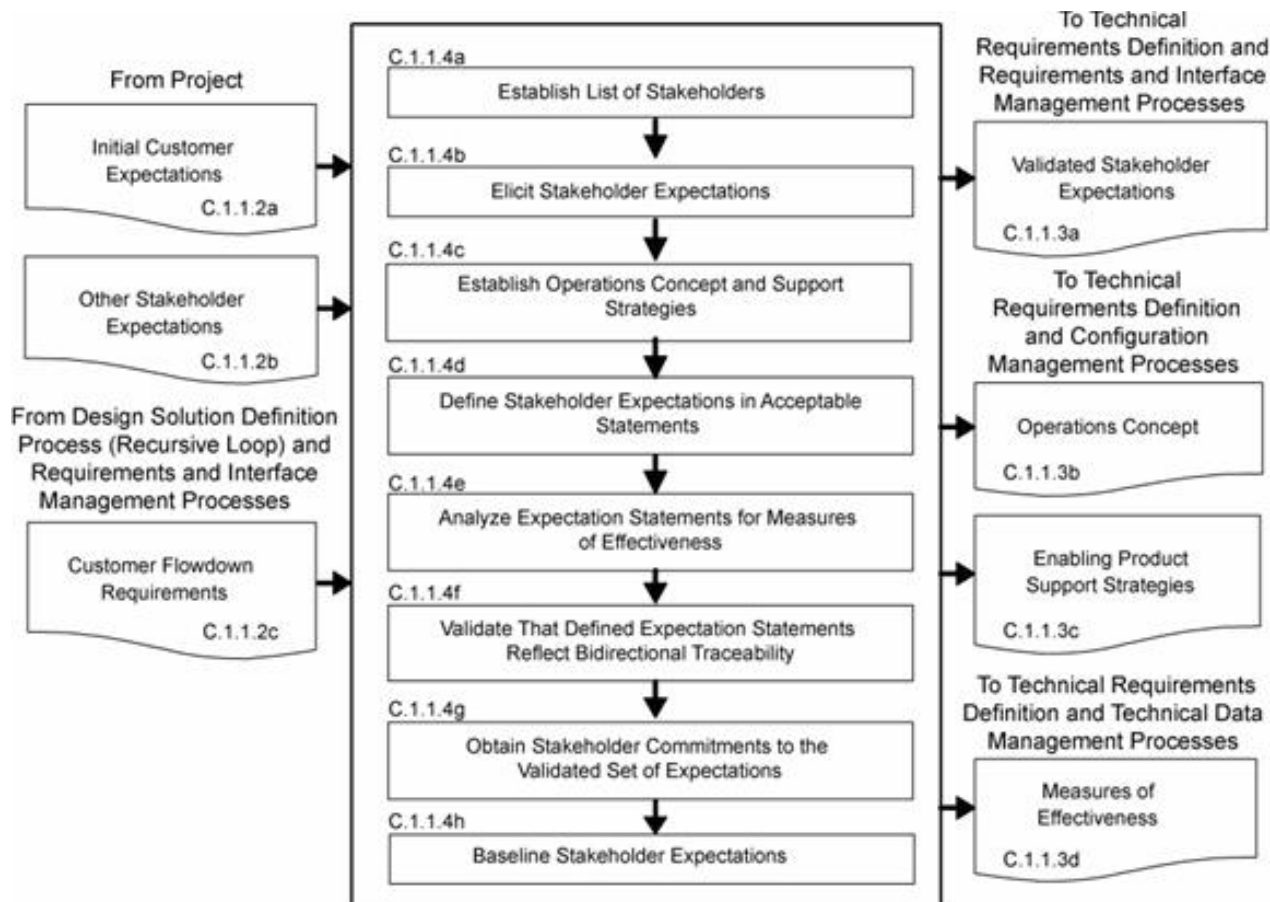 From Project
Initial Customer
Expectations
C.1.1.2a
Other Stakeholder
Expectations
C.1.1.2b
From Design Solution Definition
Process (Recursive Loop) and
Requirements and Interface
Management Processes
Customer Flowdown
Requirements
C.1.1.2c
C.1.1.4a
Establish List of Stakeholders
C.1.1.4b
Elicit Stakeholder Expectations
C.1.1.4c
Establish Operations Concept and Support
Strategies
C.1.1.4d
Define Stakeholder Expectations in Acceptable
Statements
C.1.1.4e
Analyze Expectation Statements for Measures
of Effectiveness
C.1.1.4f
Validate That Defined Expectation Statements
Reflect Bidirectional Traceability
C.1.1.4g
Obtain Stakeholder Commitments to the
Validated Set of Expectations
C.1.1.4h
Baseline Stakeholder Expectations
To Technical
Requirements Definition and
Requirements and Interface
Management Processes
Validated Stakeholder
Expectations
C.1.1.3a
To Technical
Requirements Definition
and Configuration
Management Processes
Operations Concept
C.1.1.3b
Enabling Product
Support Strategies
C.1.1.3c
To Technical Requirements
Definition and Technical Data
Management Processes
Measures of
Effectiveness
C.1.1.3d